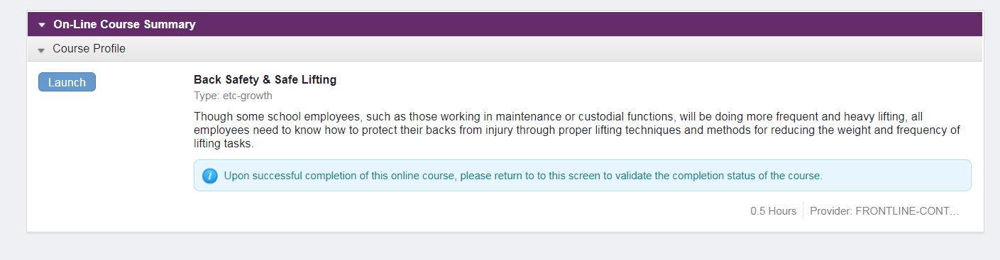 On-Line Course Summary
Course Profile
Launch
Back Safety & Safe Lifting
Type: etc-growth
Though some school employees, such as those working in maintenance or custodial functions, will be doing more frequent and heavy lifting, all
employees need to know how to protect their backs from injury through proper lifting techniques and methods for reducing the weight and frequency of
lifting tasks.
Upon successful completion of this online course, please return to to this screen to validate the completion status of the course.
0.5 Hours
Provider: FRONTLINE-CONT...